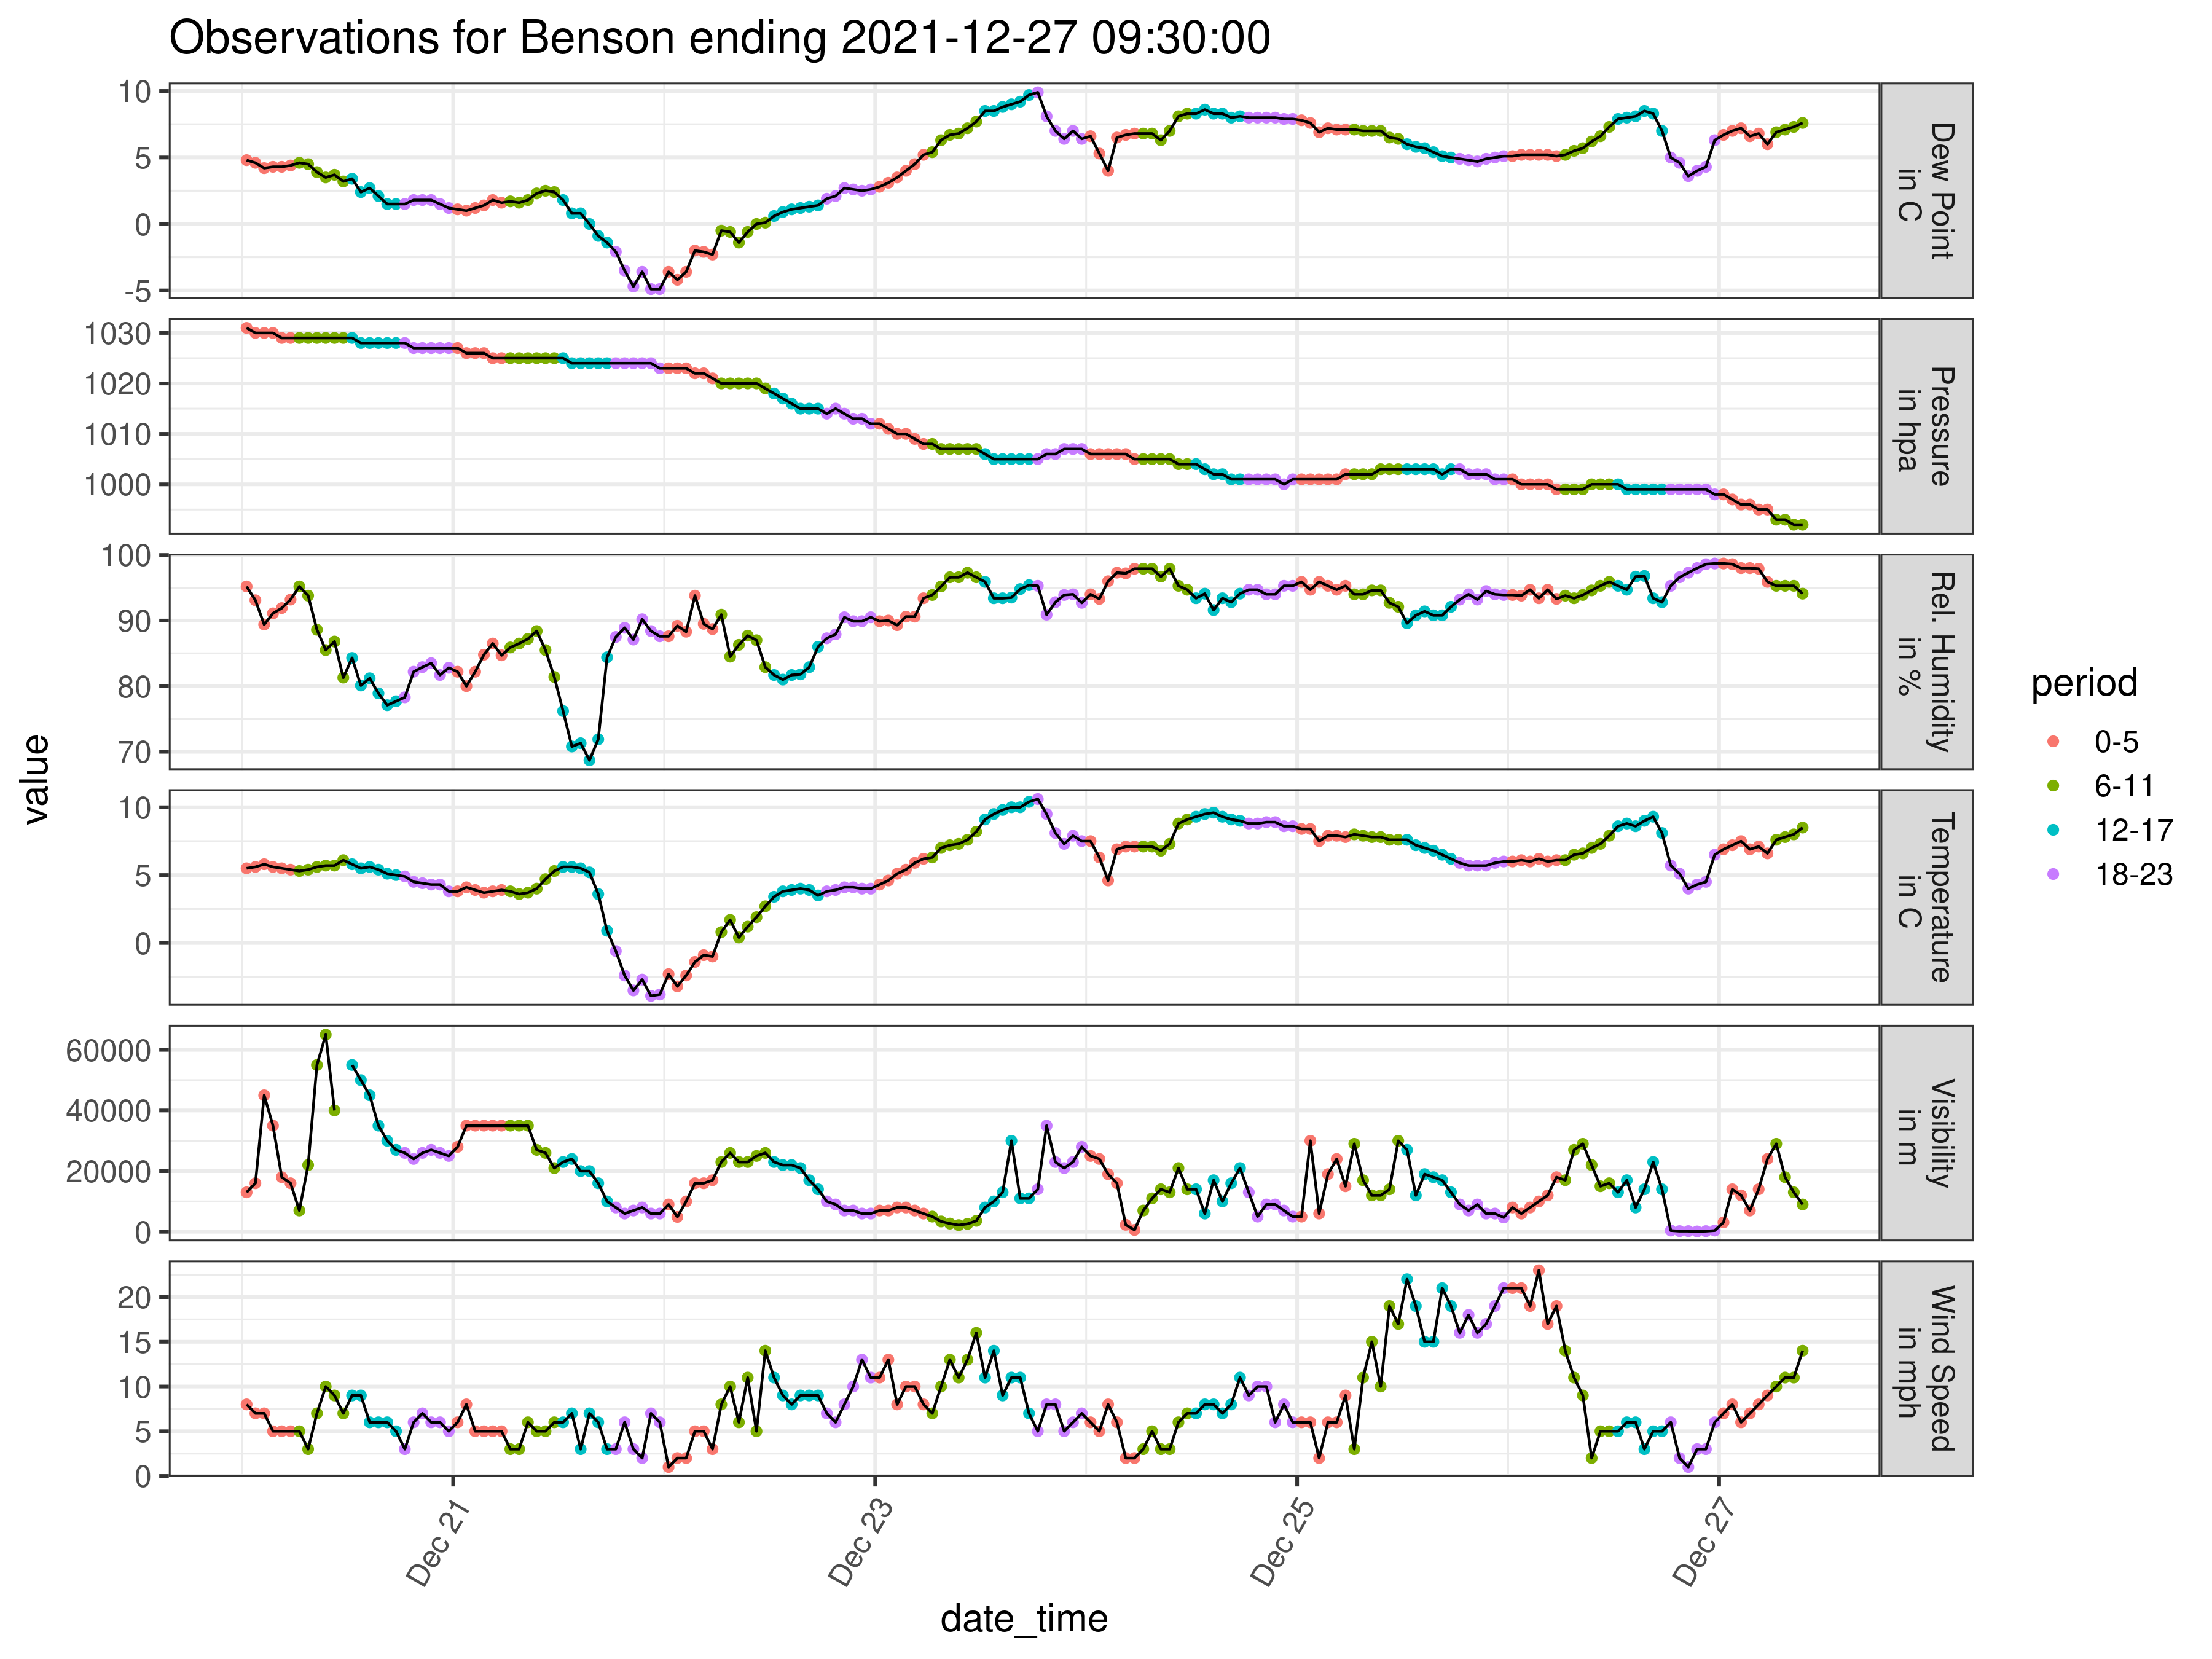 Observations for Benson ending 2021-12-27 09:30:00
10
5
0
-5
Dew Point
in C
1030
1020
1010
1000
Pressure
in hpa
100
90
80
70
Rel. Humidity
in %
10
5
0
Temperature
in C
60000
40000
20000
0
Visibility
in m
20
15
10
5
0
Wind Speed
in mph
value
Dec 21
Dec 23
Dec 25
Dec 27
date_time
period
0-5
6-11
12-17
18-23